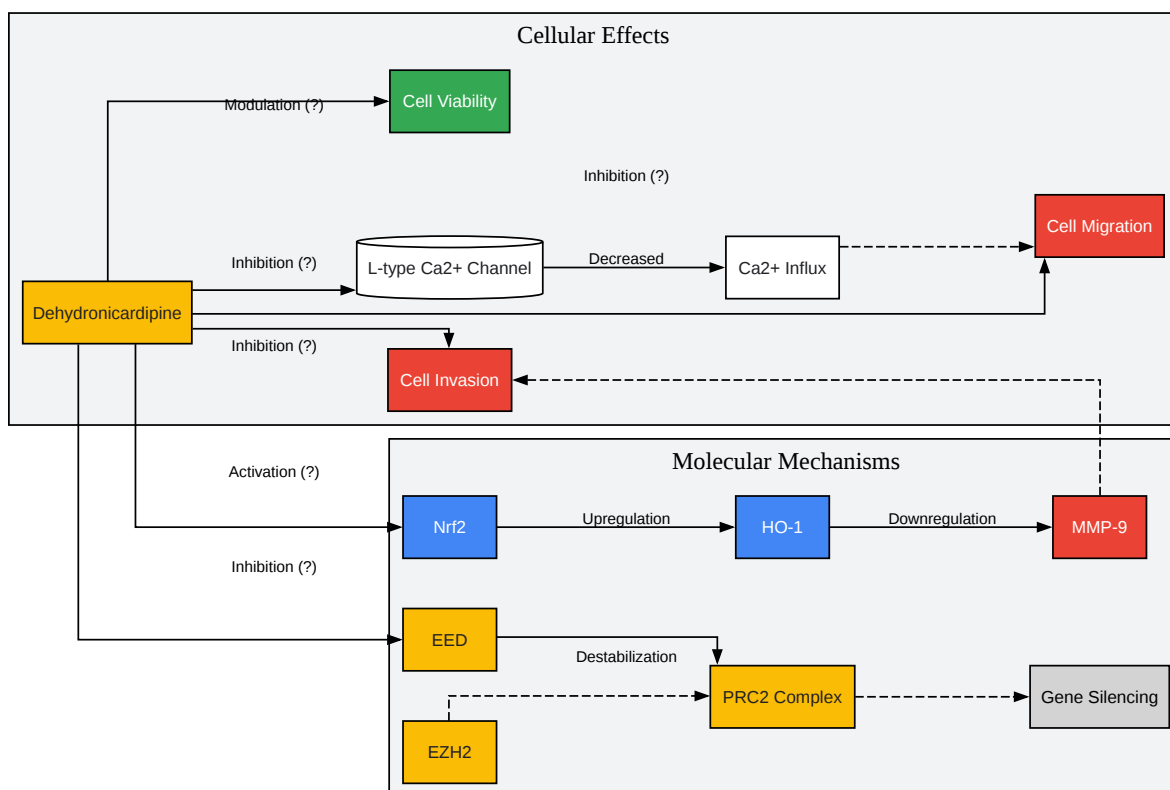 Cellular Effects
Cell Viability
Modulation (?)
Inhibition (?)
Cell Migration
Inhibition (?)
L-type Ca2+ Channel
Decreased
Ca2+ Influx
Dehydronicardipine
Inhibition (?)
Cell Invasion
Molecular Mechanisms
Activation (?)
Nrf2
Upregulation
HO-1
Downregulation
MMP-9
Inhibition (?)
EED
Destabilization
PRC2 Complex
Gene Silencing
EZH2